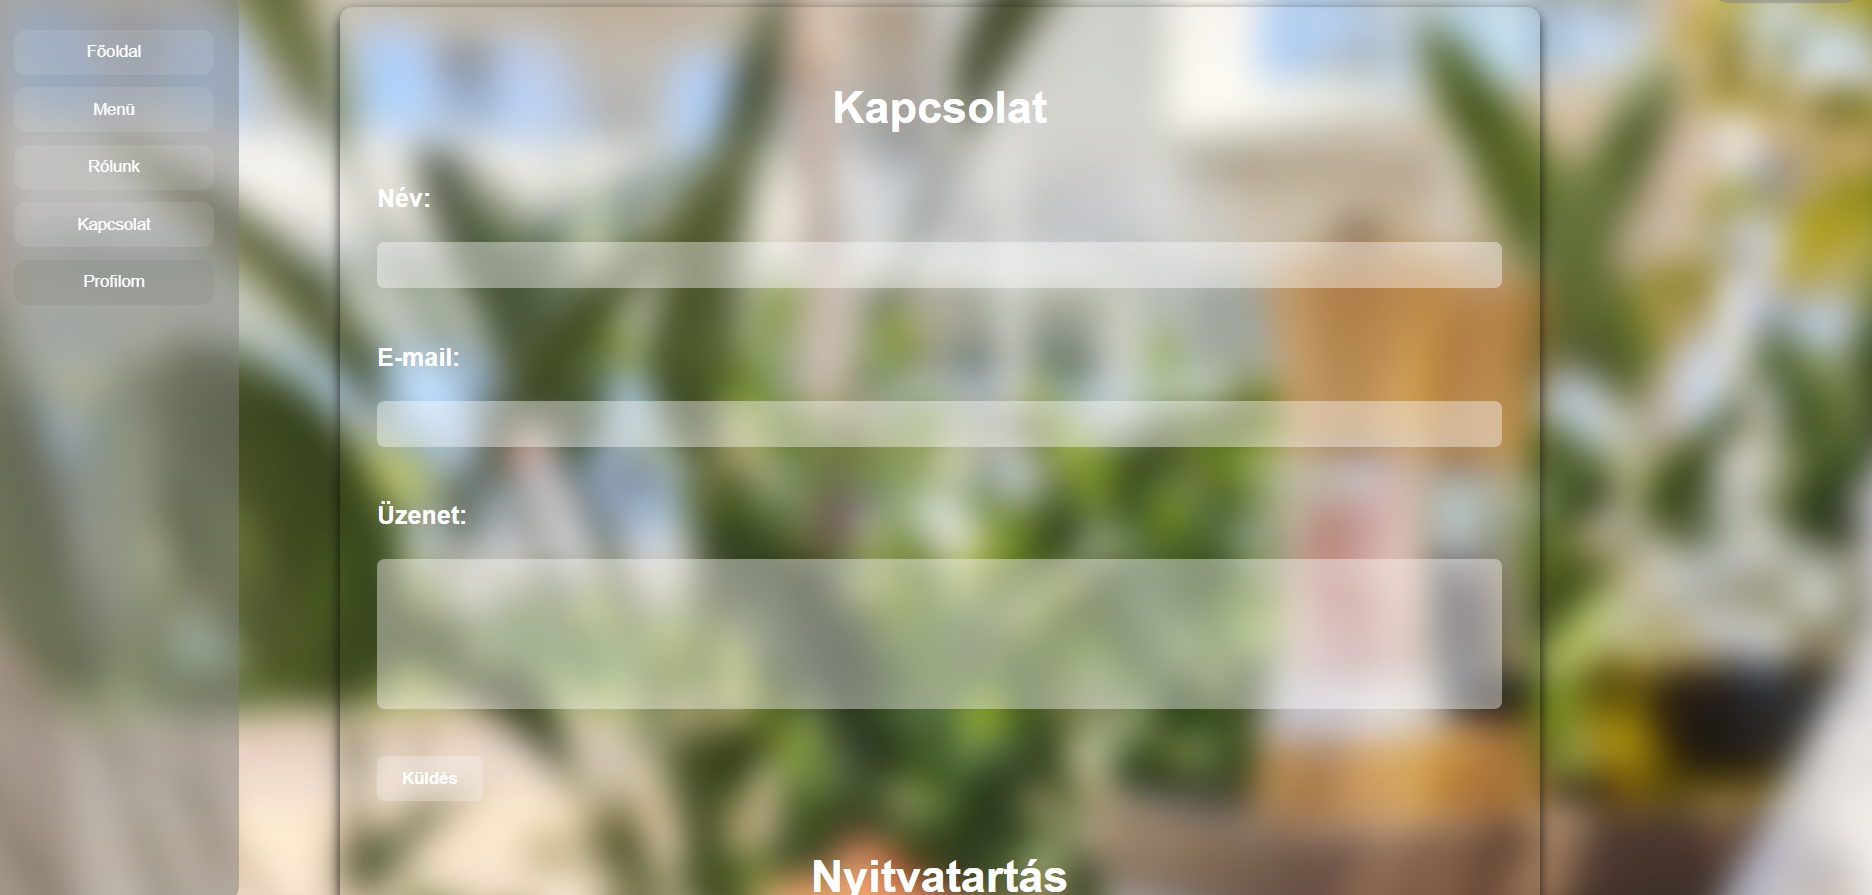 Főoldal
Menü
Rólunk
Kapcsolat
Profilom
Kapcsolat
Név:
E-mail:
Üzenet:
Küldés
Nyitvatartás